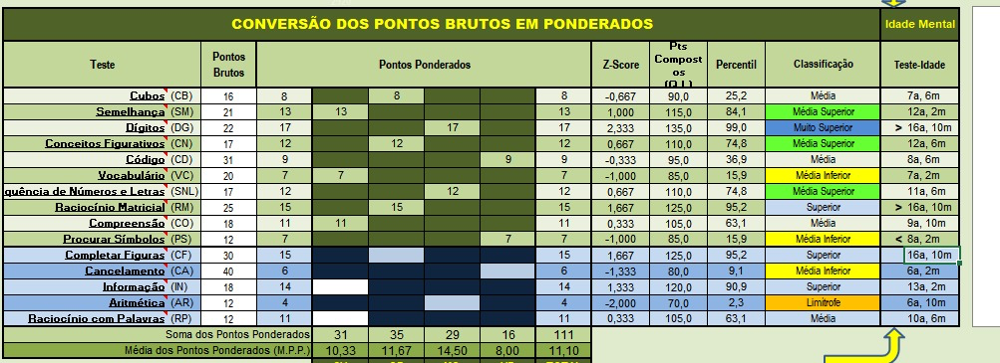 CONVERSÃO DOS PONTOS BRUTOS EM PONDERADOS Idade Mental
Teste Pontos Brutos Pontos Ponderados Z-Score Pts Compostos (Q.I.) Percentil Classificação Teste-Idade
Cubos (CB) 16 8 8 8 -0,667 90,0 25,2 Média 7a, 6m
Semelhança (SM) 21 13 13 13 1,000 115,0 84,1 Média Superior 12a, 2m
Dígitos (DG) 22 17 17 17 2,333 135,0 99,0 Muito Superior > 16a, 10m
Conceitos Figurativos (CN) 17 12 12 12 0,667 110,0 74,8 Média Superior 12a, 6m
Código (CD) 31 9 9 9 -0,333 95,0 36,9 Média 8a, 6m
Vocabulário (VC) 20 7 7 7 -1,000 85,0 15,9 Média Inferior 7a, 2m
quência de Números e Letras (SNL) 17 12 12 12 0,667 110,0 74,8 Média Superior 11a, 6m
Raciocínio Matricial (RM) 25 15 15 15 1,667 125,0 95,2 Superior > 16a, 10m
Compreensão (CO) 18 11 11 11 0,333 105,0 63,1 Média 9a, 10m
Procurar Símbolos (PS) 12 7 7 7 -1,000 85,0 15,9 Média Inferior < 8a, 2m
Completar Figuras (CF) 30 15 15 1,667 125,0 95,2 Superior 16a, 10m
Cancelamento (CA) 40 6 6 -1,333 80,0 9,1 Média Inferior 6a, 2m
Informação (IN) 18 14 14 1,333 120,0 90,9 Superior 13a, 2m
Aritmética (AR) 12 4 4 -2,000 70,0 2,3 Limítrofe 6a, 10m
Raciocínio com Palavras (RP) 12 11 11 0,333 105,0 63,1 Média 10a, 6m
Soma dos Pontos Ponderados 31 35 29 16 111
Média dos Pontos Ponderados (M.P.P.) 10,33 11,67 14,50 8,00 11,10